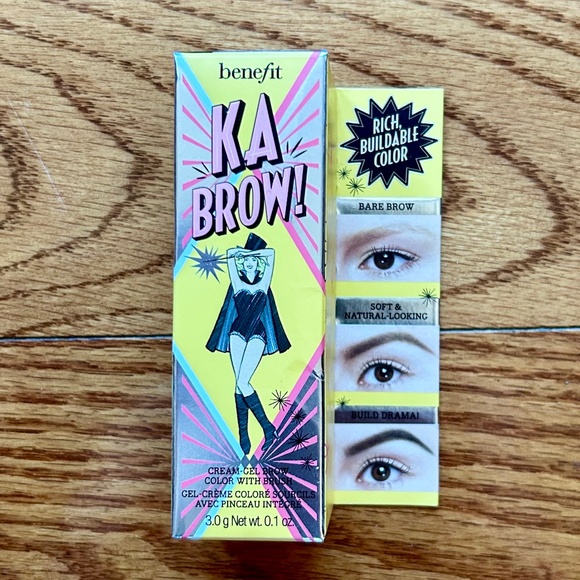 benefit
KA
BROW!
CREAM-GEL BROW
COLOR WITH BRUSH
GEL-CRÈME COLORÉ SOURCILS
AVEC PINCEAU INTÉGRÉ
3.0 g Net wt. 0.1 oz.
RICH,
BUILDABLE
COLOR
BARE BROW
SOFT &
NATURAL-LOOKING
BUILD DRAMA!